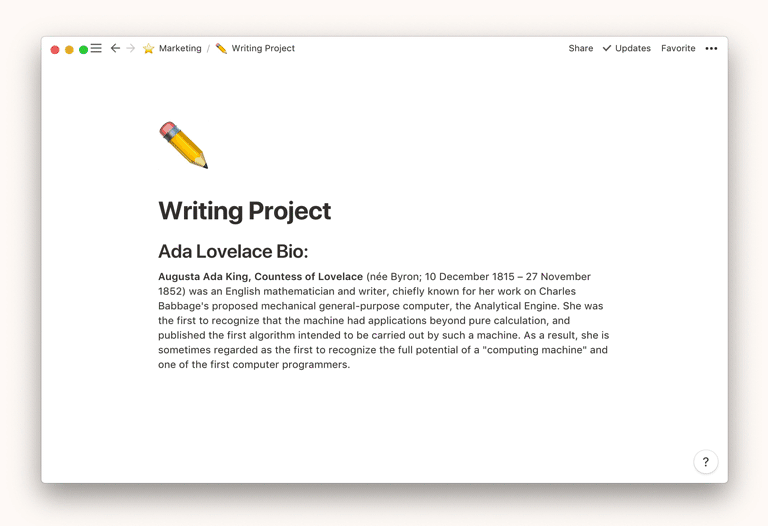 Marketing / Writing Project
Share Updates Favorite
Writing Project
Ada Lovelace Bio:
Augusta Ada King, Countess of Lovelace (née Byron; 10 December 1815 – 27 November
1852) was an English mathematician and writer, chiefly known for her work on Charles
Babbage's proposed mechanical general-purpose computer, the Analytical Engine. She was
the first to recognize that the machine had applications beyond pure calculation, and
published the first algorithm intended to be carried out by such a machine. As a result, she is
sometimes regarded as the first to recognize the full potential of a "computing machine" and
one of the first computer programmers.
?